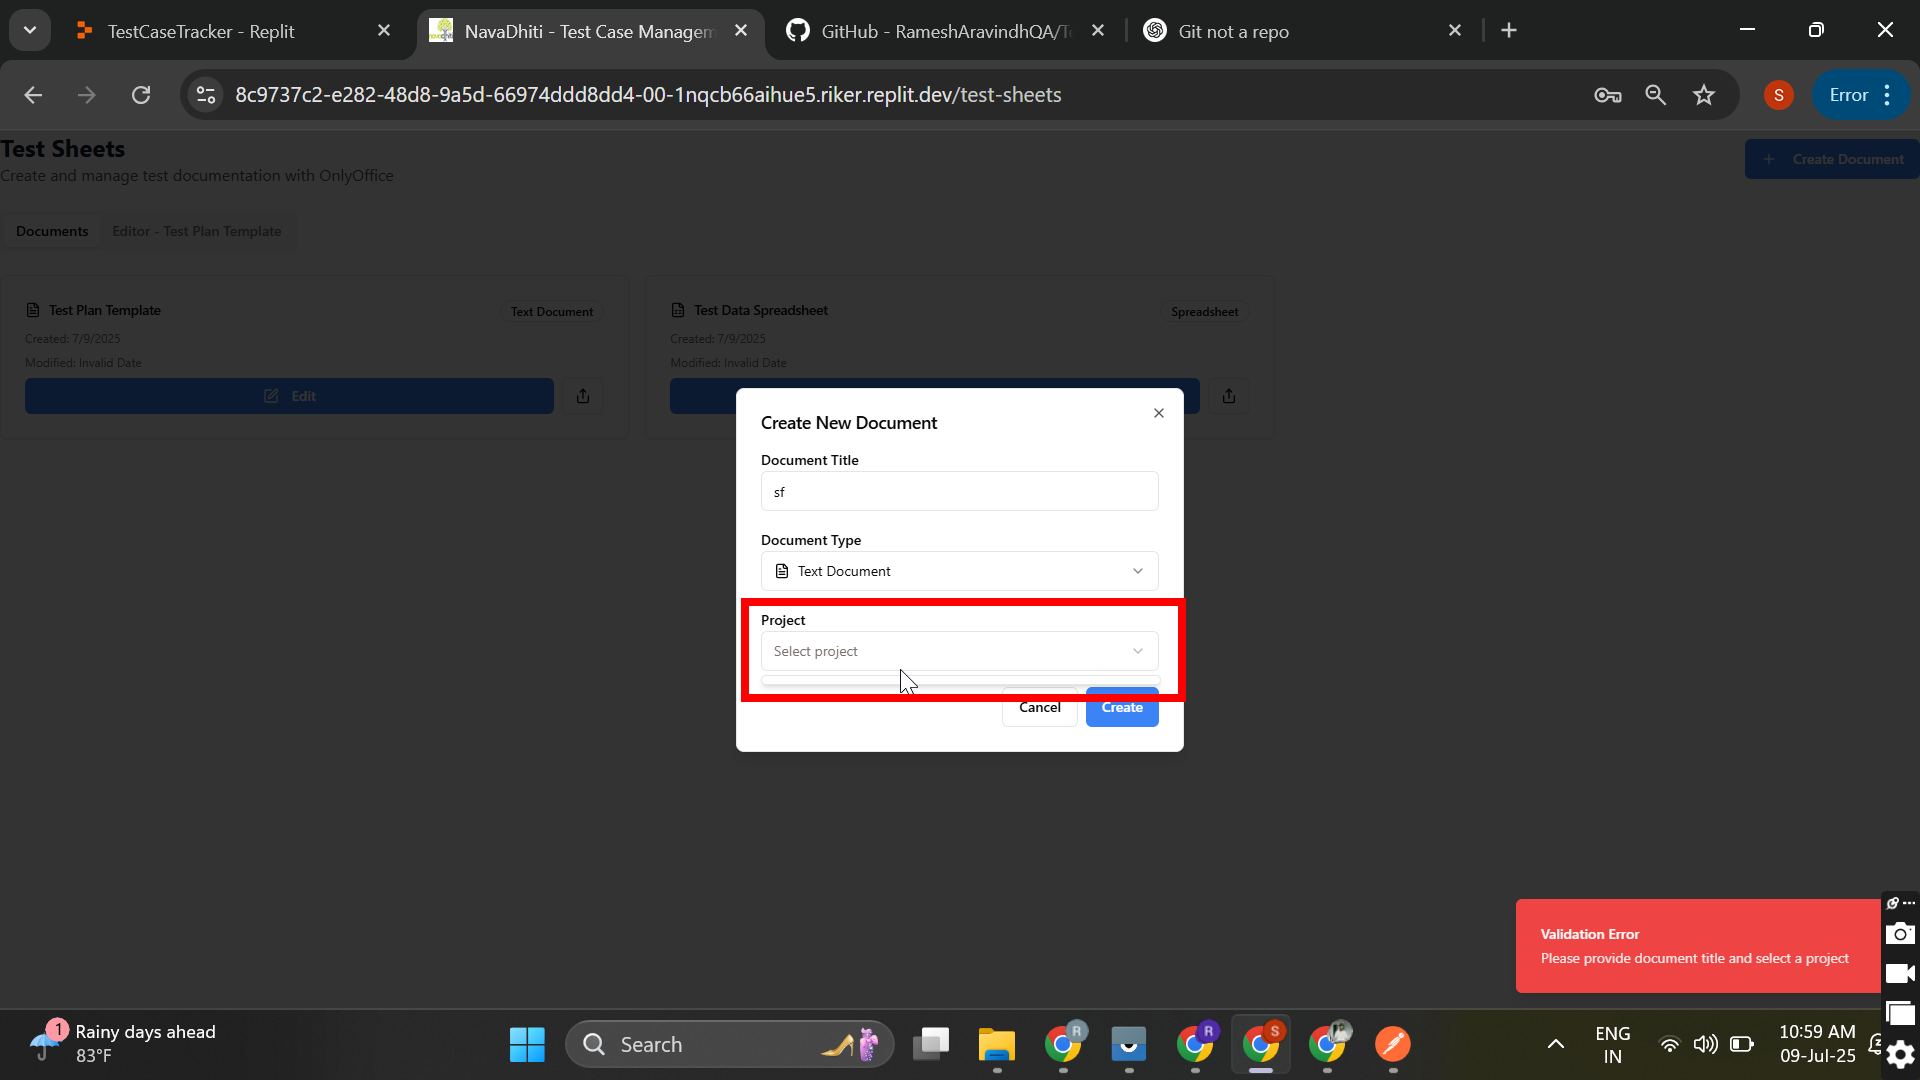 TestCaseTracker - Replit
NavaDhiti - Test Case Managem
GitHub - RameshAravindhQA/Te
Git not a repo
8c9737c2-e282-48d8-9a5d-66974ddd8dd4-00-1nqcb66aihue5.riker.replit.dev/test-sheets
S
Error
Test Sheets
Create and manage test documentation with OnlyOffice
+ Create Document
Documents
Editor - Test Plan Template
Test Plan Template
Text Document
Created: 7/9/2025
Modified: Invalid Date
Edit
Test Data Spreadsheet
Spreadsheet
Created: 7/9/2025
Modified: Invalid Date
Create New Document
Document Title
sf
Document Type
Text Document
Project
Select project
Cancel
Create
Validation Error
Please provide document title and select a project
1
Rainy days ahead
83°F
Search
R
R
S
ENG
IN
10:59 AM
09-Jul-25